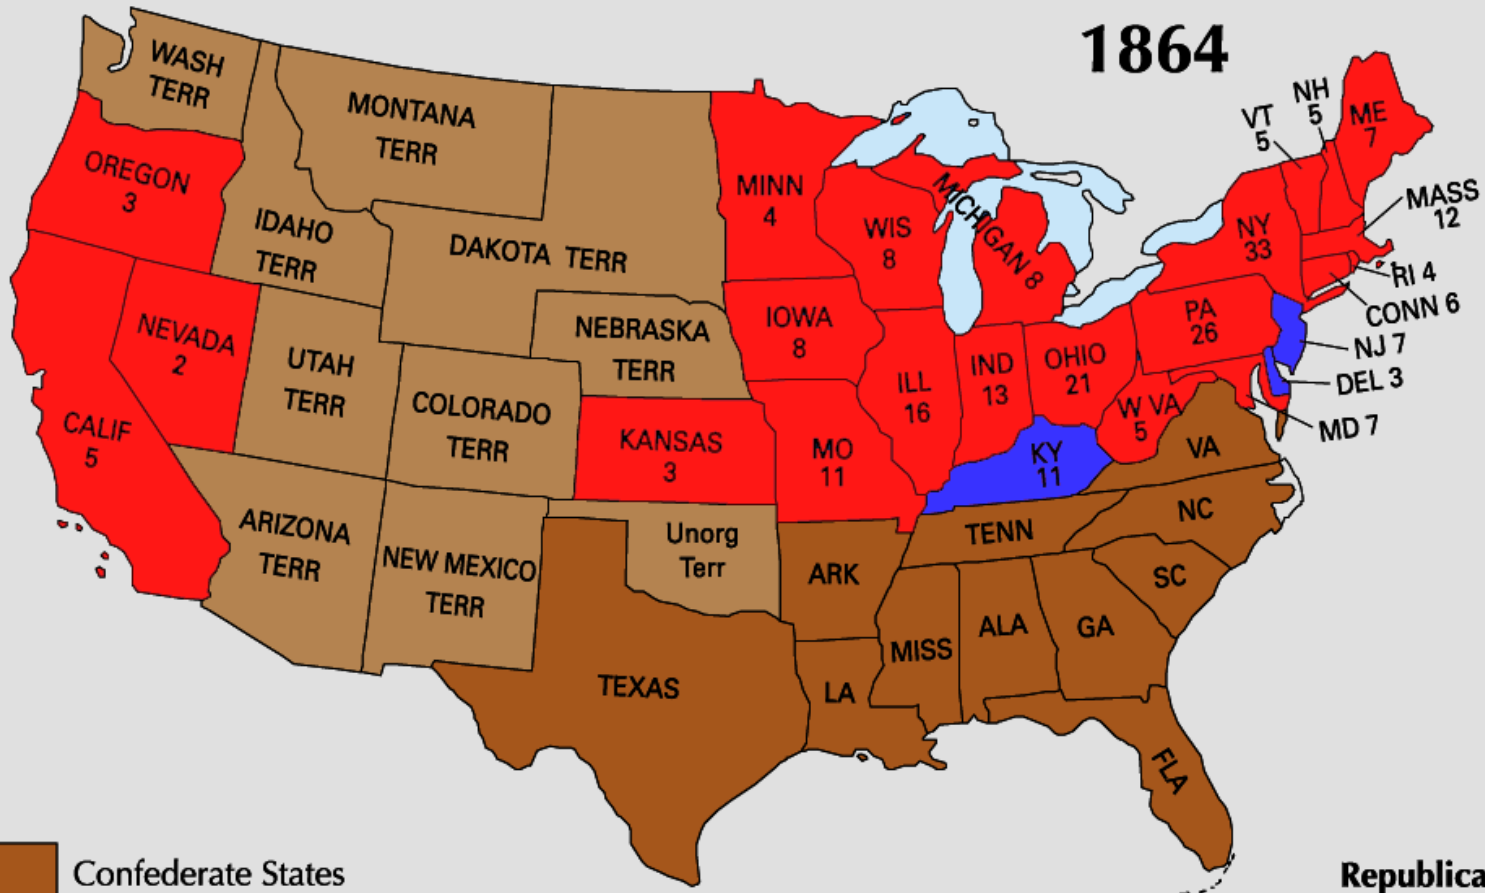 1864
WASH
TERR
MONTANA
TERR
OREGON
3
IDAHO
TERR
DAKOTA TERR
MINN
4
WIS
8
MICHIGAN 8
VT
5
NH
5
ME
7
MASS
12
NY
33
RI 4
CONN 6
NEVADA
2
UTAH
TERR
NEBRASKA
TERR
IOWA
8
PA
26
NJ 7
DEL 3
MD 7
CALIF
5
COLORADO
TERR
KANSAS
3
MO
11
ILL
16
IND
13
OHIO
21
W VA
5
KY
11
VA
ARIZONA
TERR
NEW MEXICO
TERR
Unorg
Terr
ARK
TENN
NC
SC
TEXAS
LA
MISS
ALA
GA
FLA
Confederate States
Republica